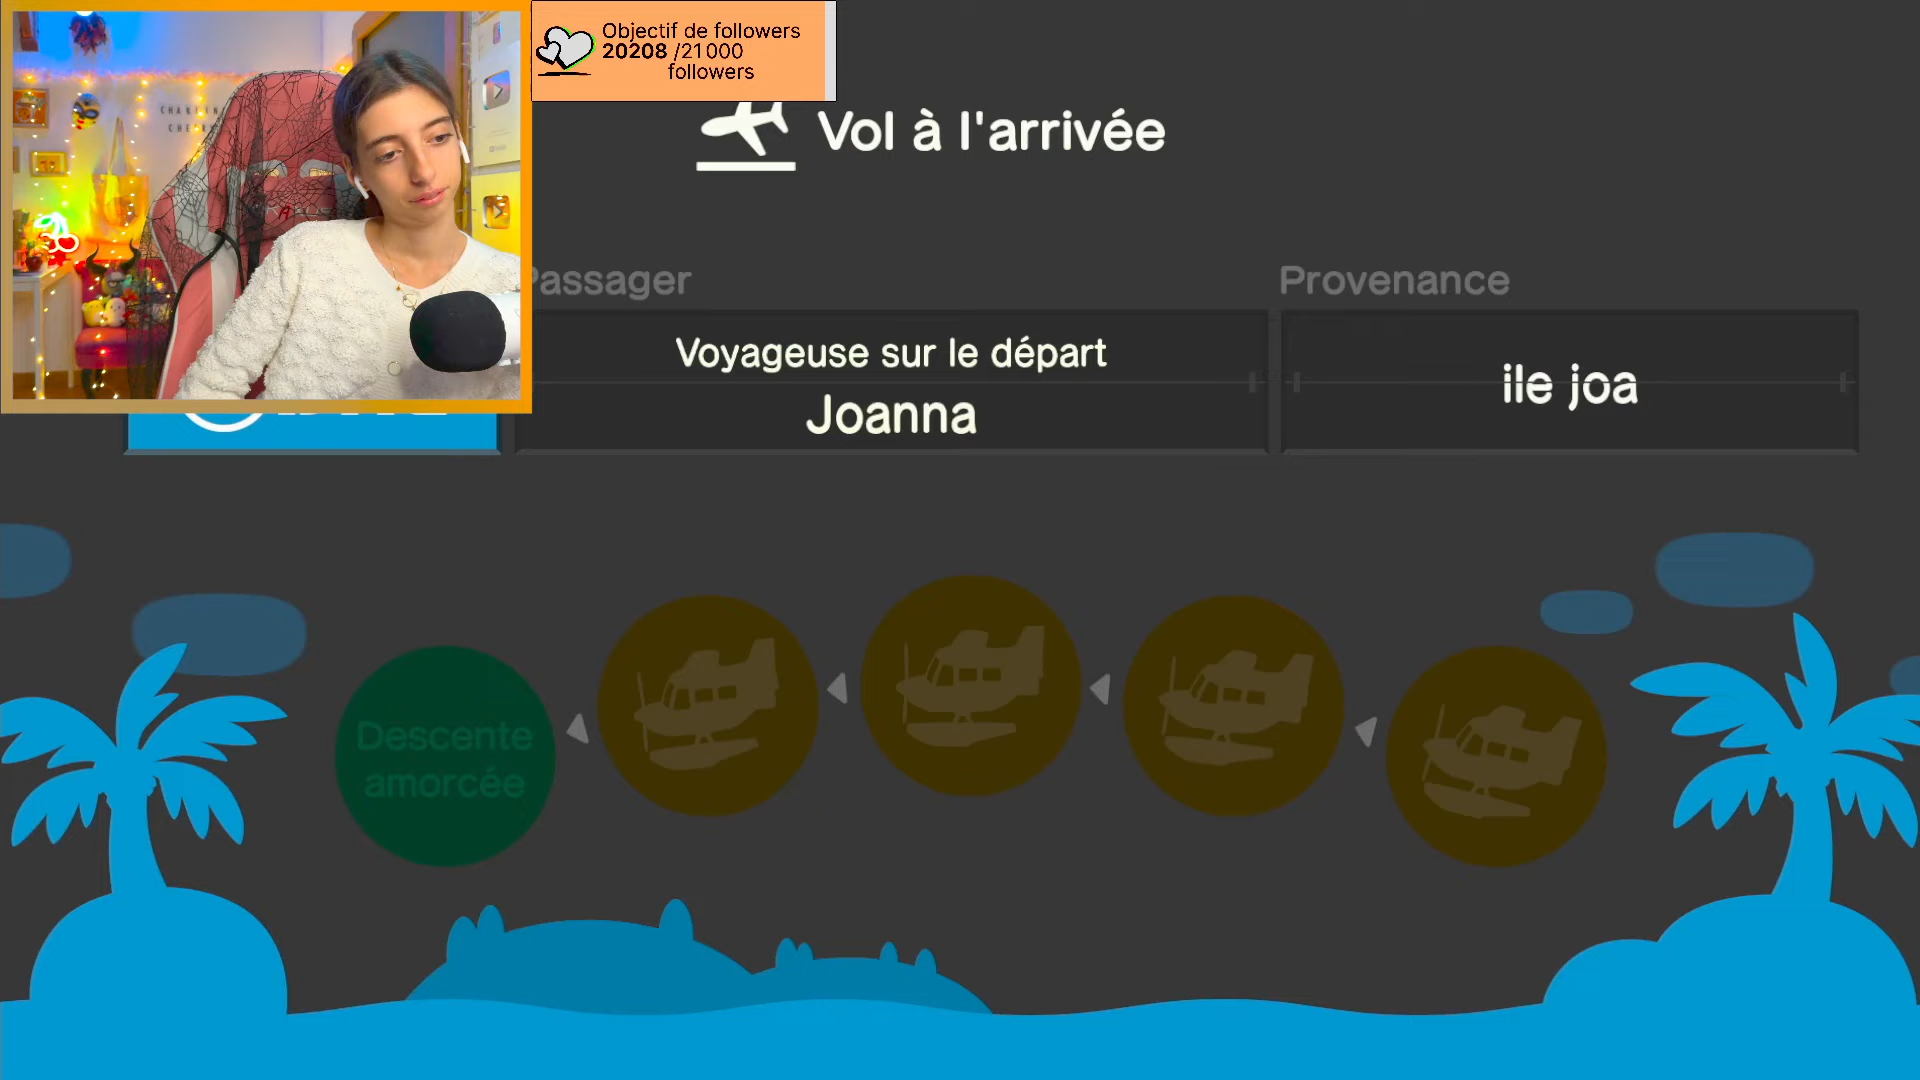 Objectif de followers
20208 /21000
followers
Vol à l'arrivée
Passager
Provenance
Voyageuse sur le départ
Joanna
ile joa
Descente
amorcée